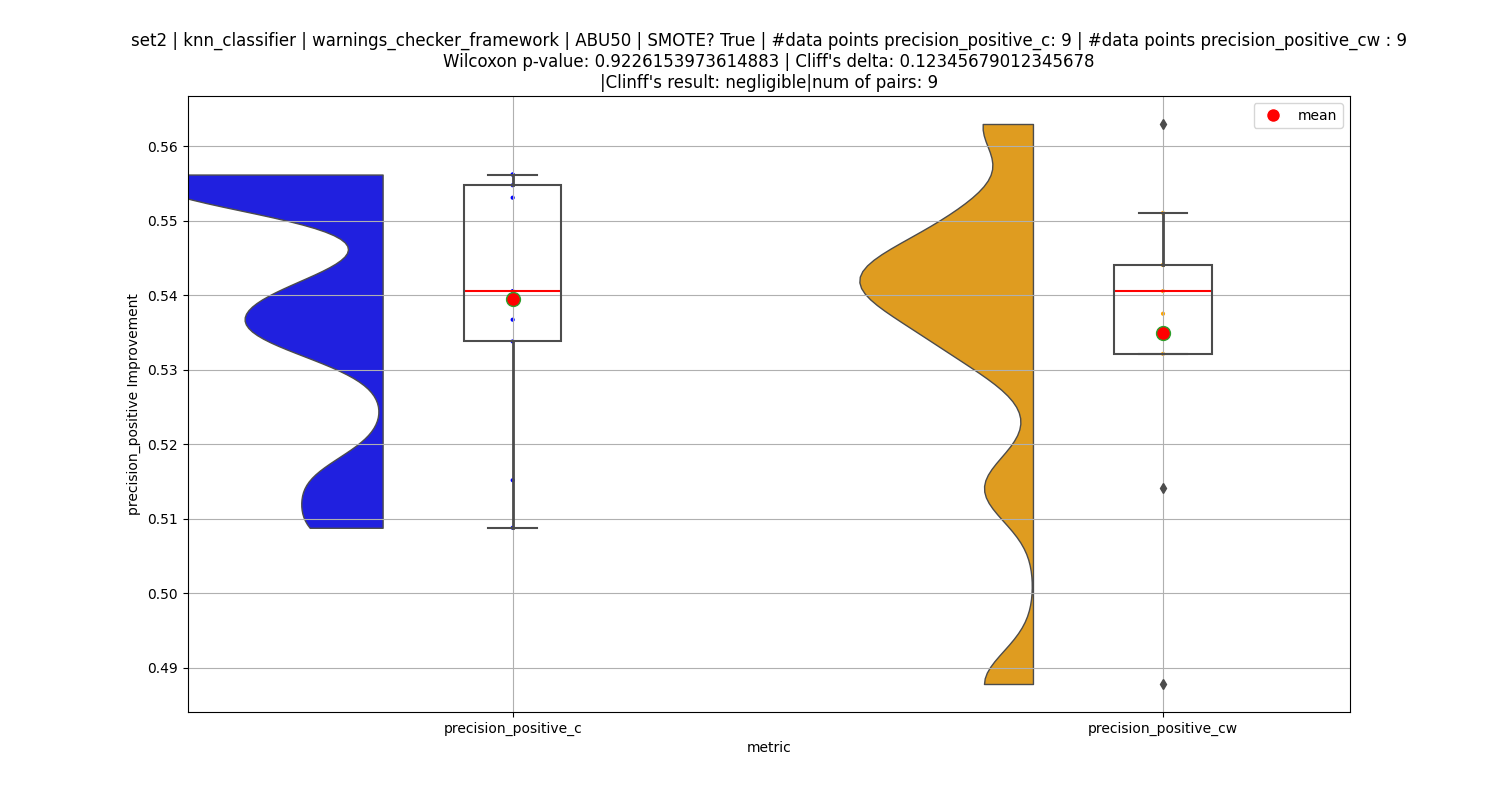 set2 | knn_classifier | warnings_checker_framework | ABU50 | SMOTE? True | #data points precision_positive_c: 9 | #data points precision_positive_cw : 9
Wilcoxon p-value: 0.9226153973614883 | Cliff's delta: 0.12345679012345678
|Clinff's result: negligible|num of pairs: 9
mean
0.56
0.55
0.54
0.53
0.52
0.51
0.50
0.49
precision_positive Improvement
precision_positive_c
precision_positive_cw
metric